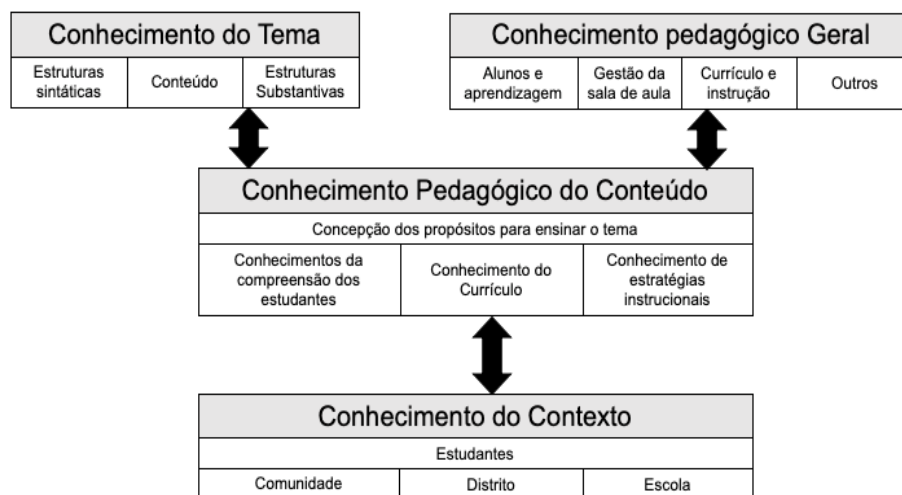 Conhecimento do Tema
Estruturas
sintáticas
Conteúdo
Estruturas
Substantivas
Conhecimento pedagógico Geral
Alunos e
aprendizagem
Gestão da
sala de aula
Currículo e
instrução
Outros
Conhecimento Pedagógico do Conteúdo
Concepção dos propósitos para ensinar o tema
Conhecimentos da
compreensão dos
estudantes
Conhecimento do
Currículo
Conhecimento de
estratégias
instrucionais
Conhecimento do Contexto
Estudantes
Comunidade
Distrito
Escola